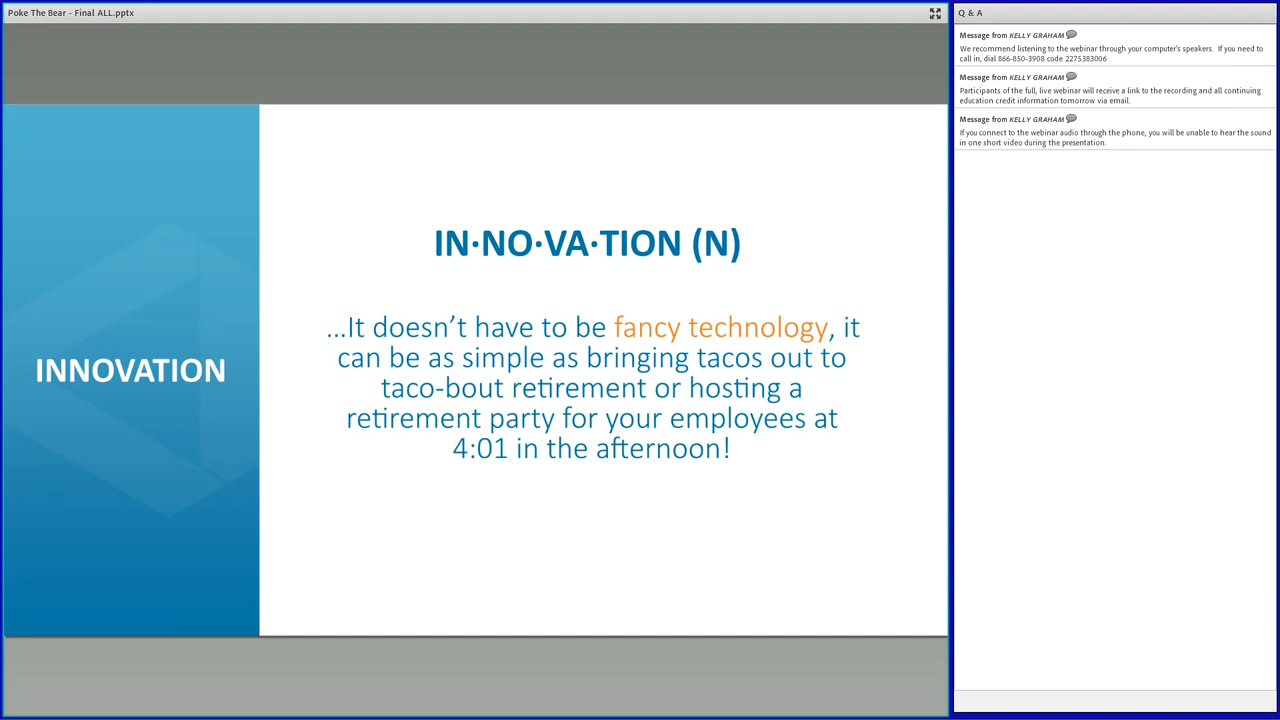 Poke The Bear - Final ALL.pptx
INNOVATION
IN·NO·VA·TION (N)
...It doesn't have to be fancy technology, it
can be as simple as bringing tacos out to
taco-bout retirement or hosting a
retirement party for your employees at
4:01 in the afternoon!
Q & A
Message from KELLY GRAHAM
We recommend listening to the webinar through your computer's speakers. If you need to
call in, dial 866-850-3908 code 2275383006
Message from KELLY GRAHAM
Participants of the full, live webinar will receive a link to the recording and all continuing
education credit information tomorrow via email.
Message from KELLY GRAHAM
If you connect to the webinar audio through the phone, you will be unable to hear the sound
in one short video during the presentation.